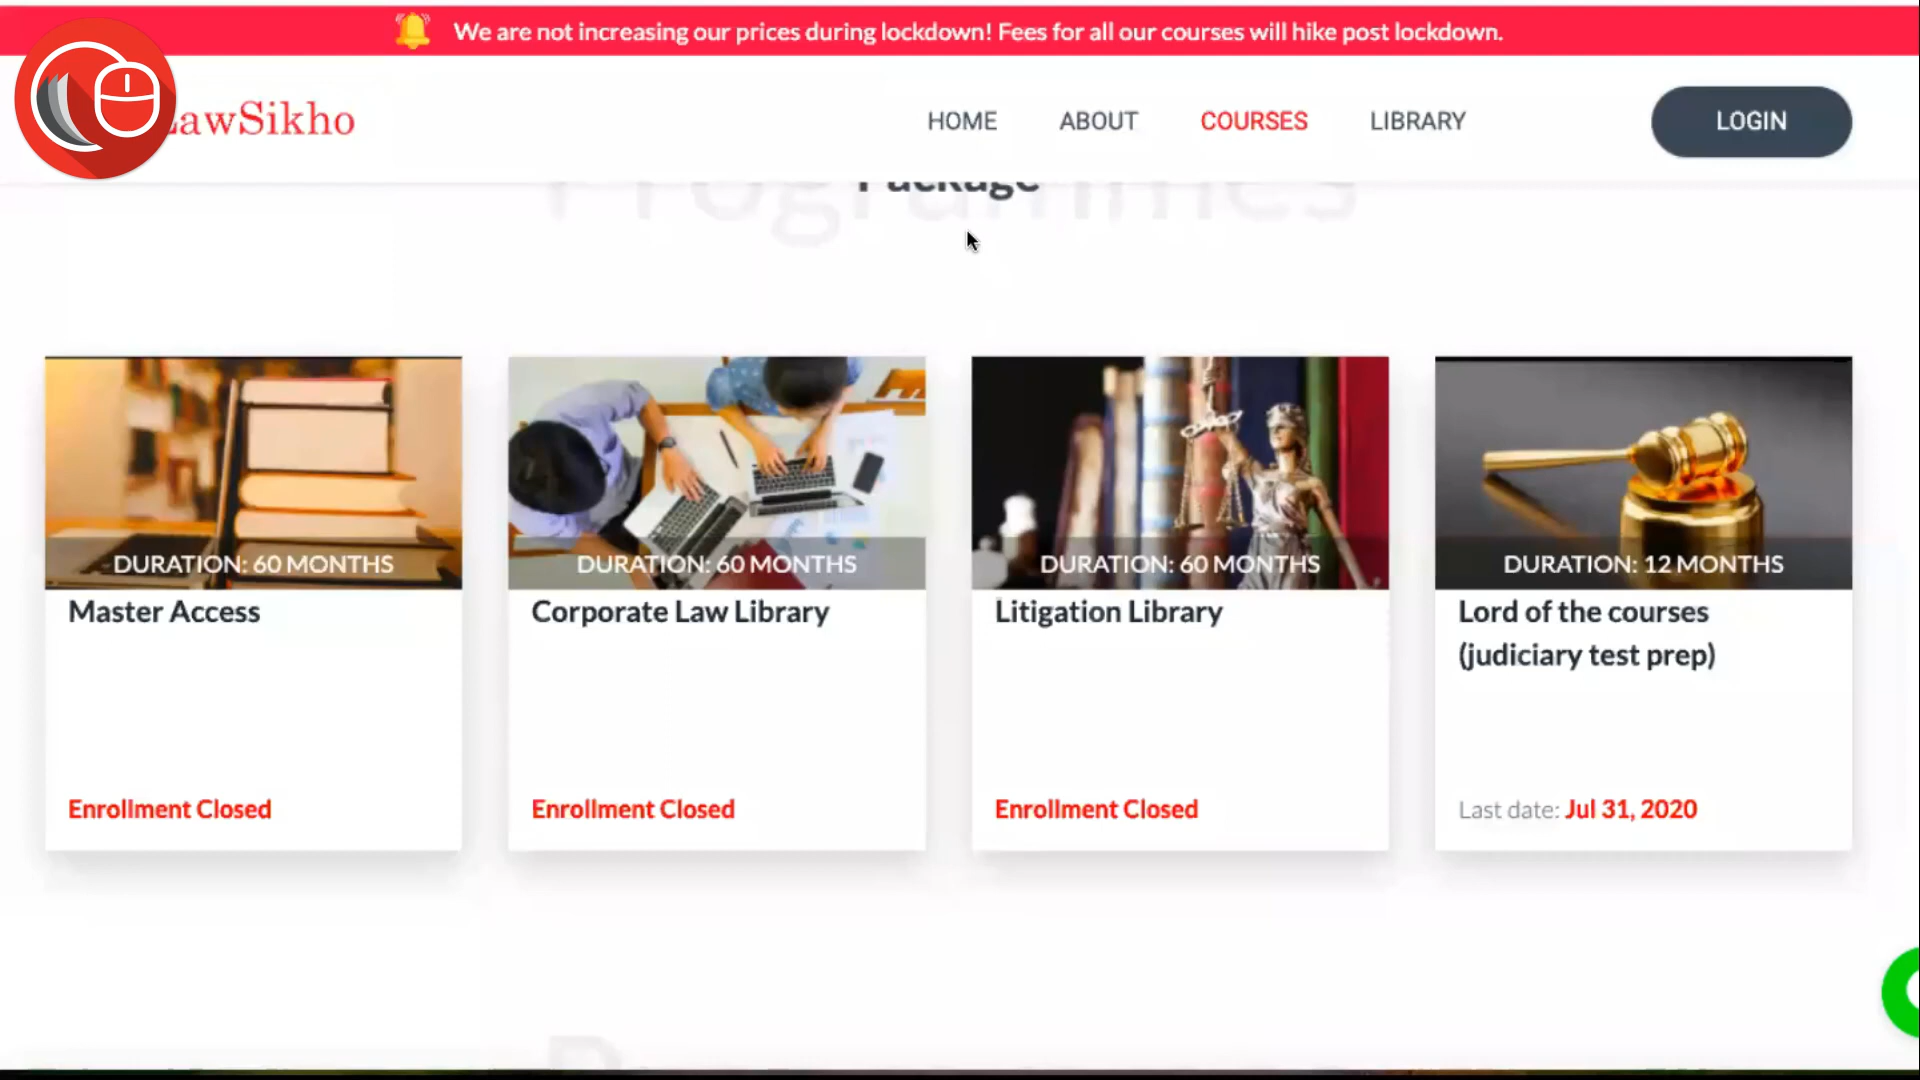 We are not increasing our prices during lockdown! Fees for all our courses will hike post lockdown.
LawSikho
HOME
ABOUT
COURSES
LIBRARY
LOGIN
Programmes
Package
DURATION: 60 MONTHS
Master Access
Enrollment Closed
DURATION: 60 MONTHS
Corporate Law Library
Enrollment Closed
DURATION: 60 MONTHS
Litigation Library
Enrollment Closed
DURATION: 12 MONTHS
Lord of the courses
(judiciary test prep)
Last date: Jul 31, 2020